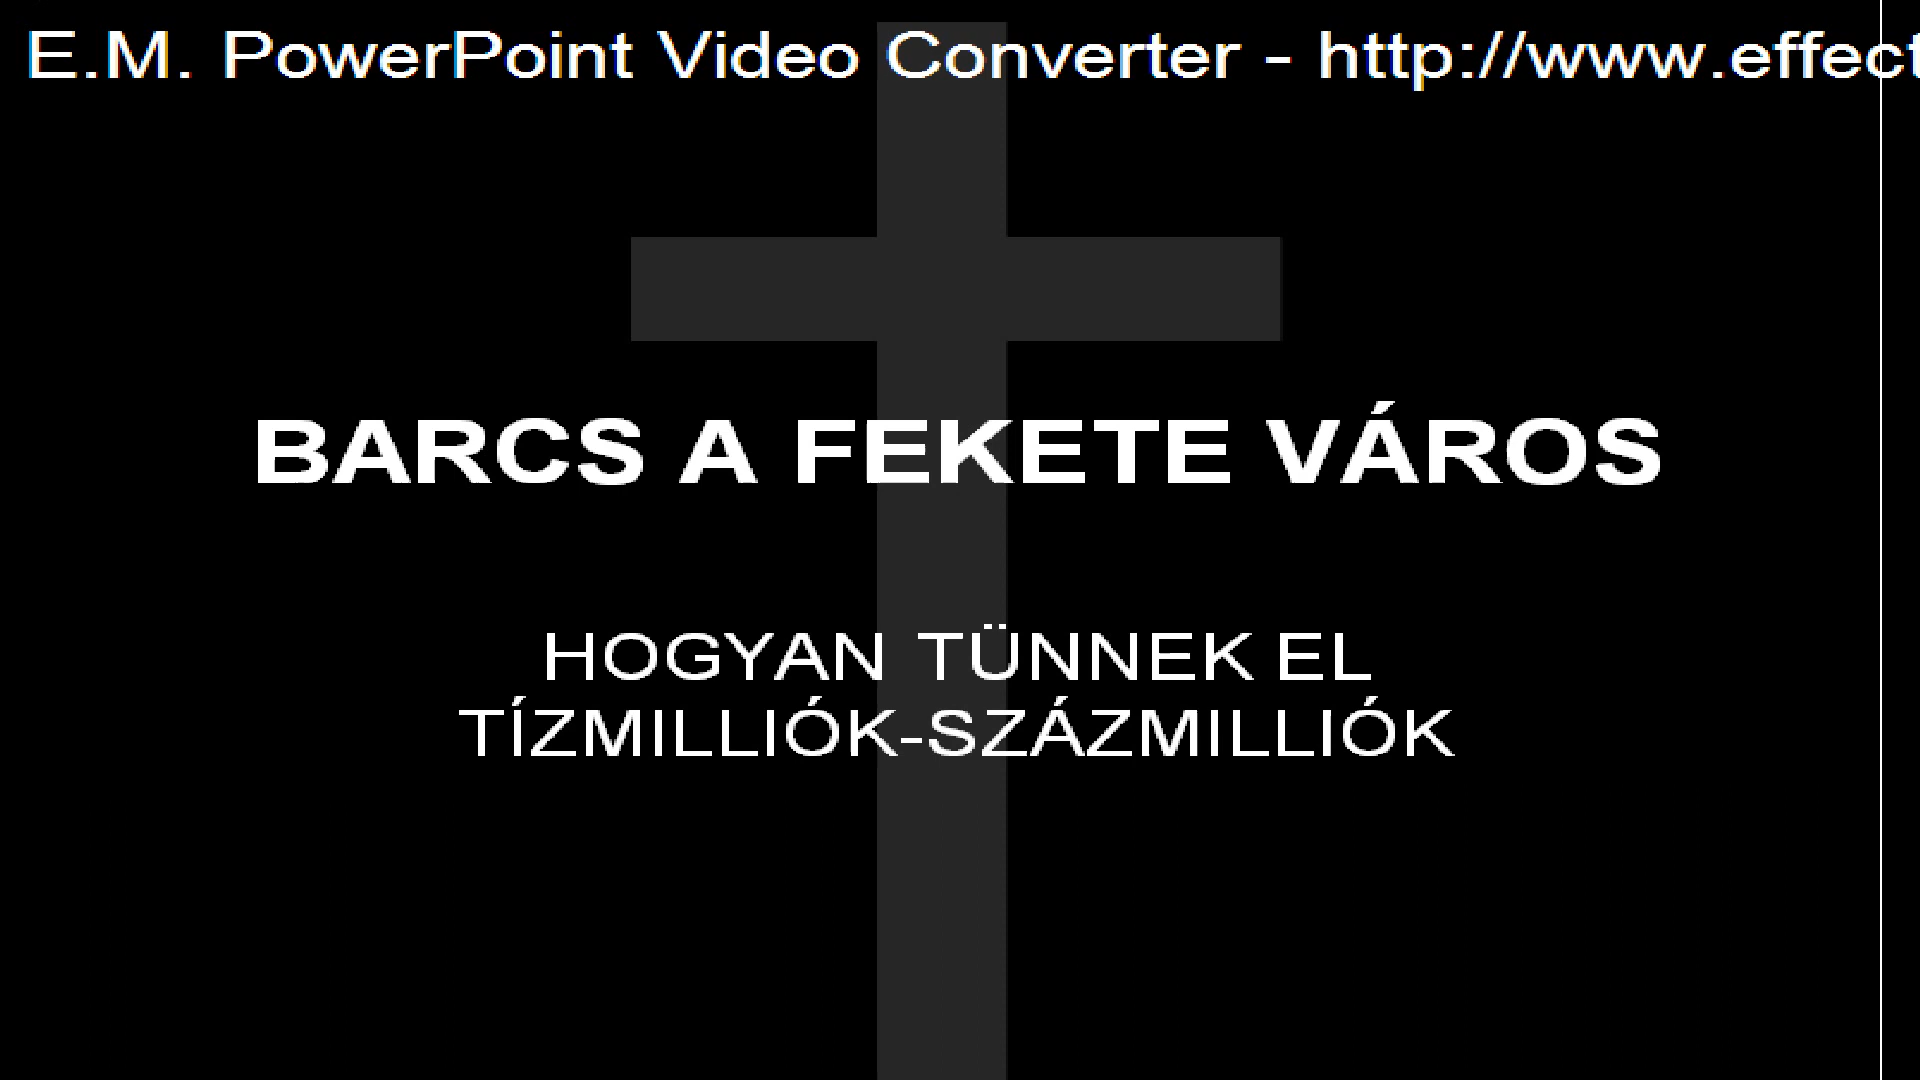 E.M. PowerPoint Video Converter - http://www.effect
BARCS A FEKETE VÁROS
HOGYAN TÜNNEK EL
TÍZMILLIÓK-SZÁZMILLIÓK